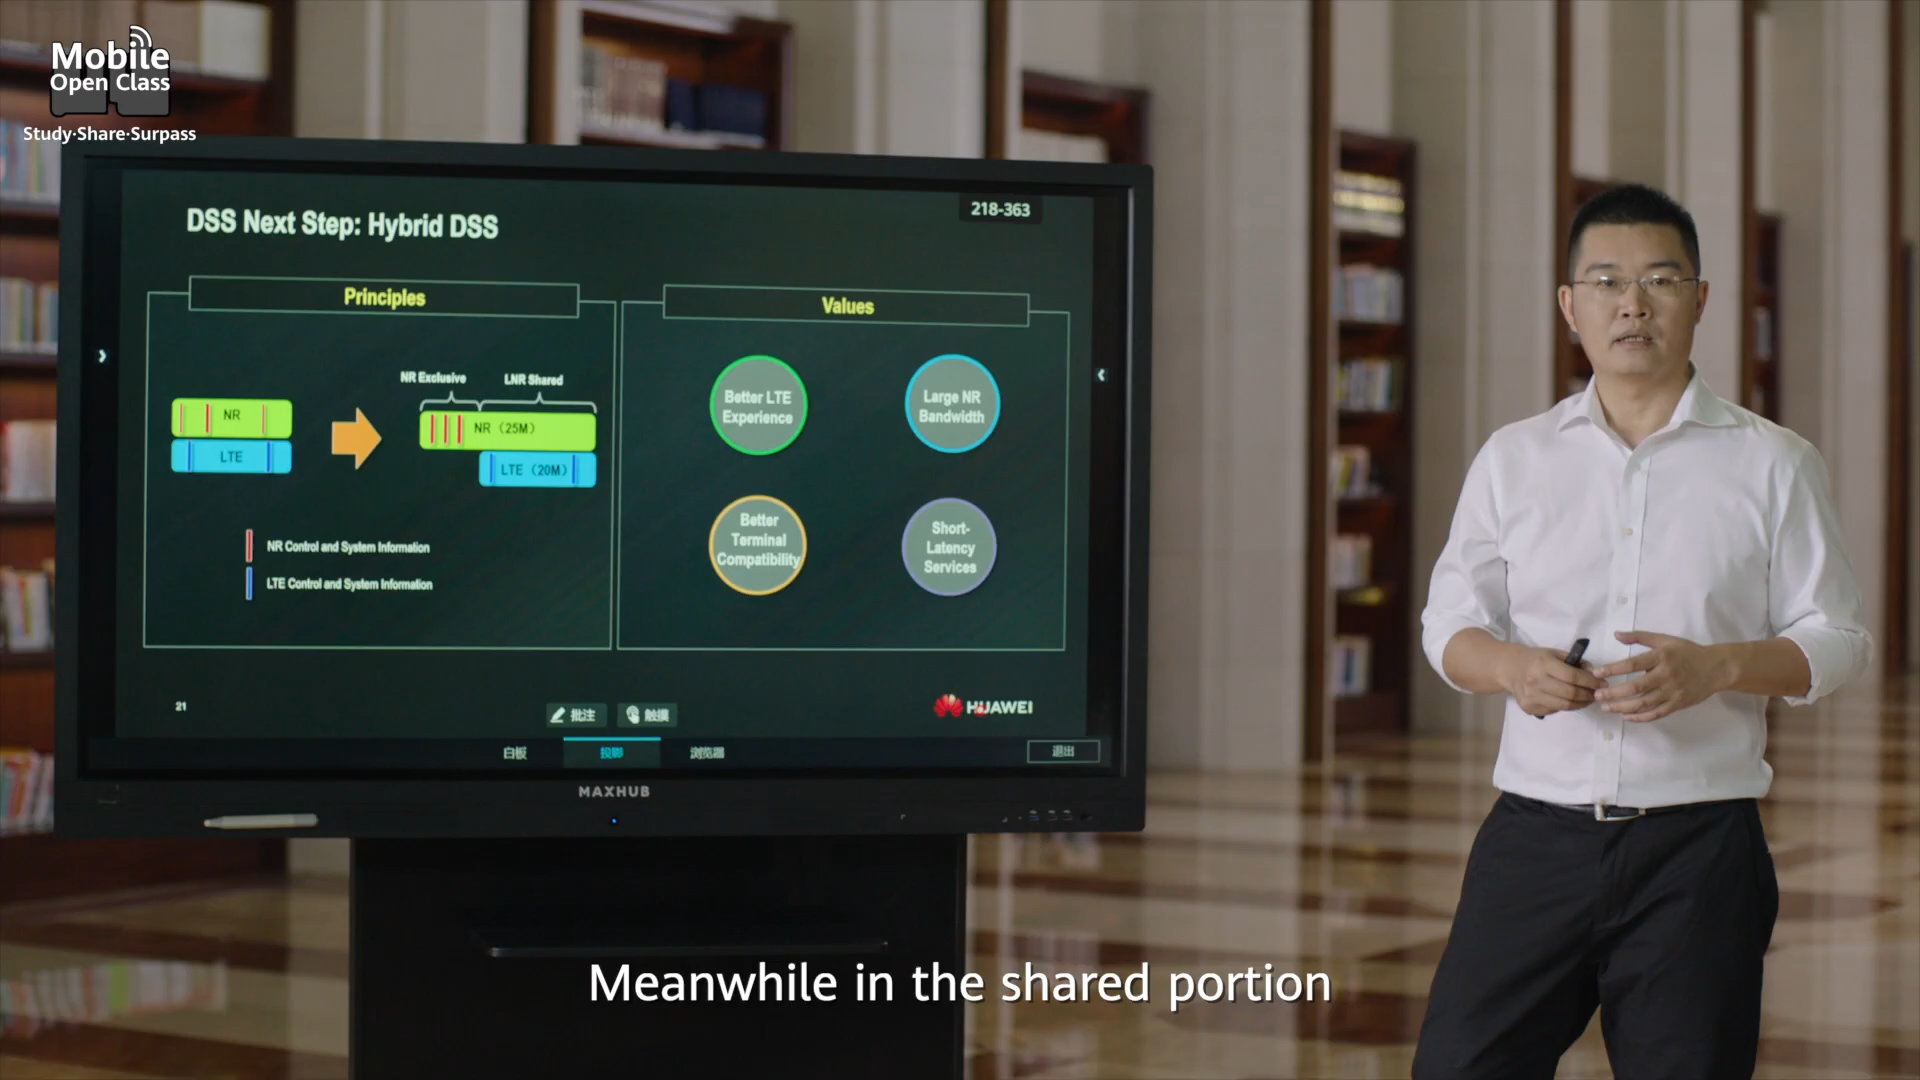 Mobile
Open Class
Study·Share·Surpass
218-363
DSS Next Step: Hybrid DSS
Principles
Values
NR Exclusive
LNR Shared
NR
LTE
NR（25M）
LTE（20M）
NR Control and System Information
LTE Control and System Information
Better LTE
Experience
Large NR
Bandwidth
Better
Terminal
Compatibility
Short-
Latency
Services
21
批注
触摸
HUAWEI
白板
投影
浏览器
退出
MAXHUB
Meanwhile in the shared portion